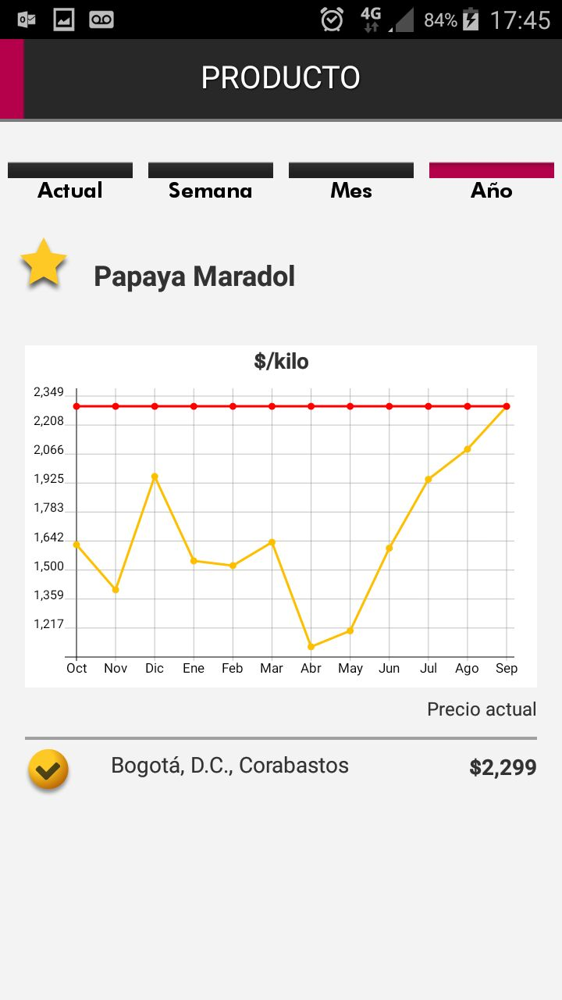 4G 84% 17:45
PRODUCTO
Actual Semana Mes Año
Papaya Maradol
$/kilo
2,349
2,208
2,066
1,925
1,783
1,642
1,500
1,359
1,217
Oct Nov Dic Ene Feb Mar Abr May Jun Jul Ago Sep
Precio actual
Bogotá, D.C., Corabastos $2,299